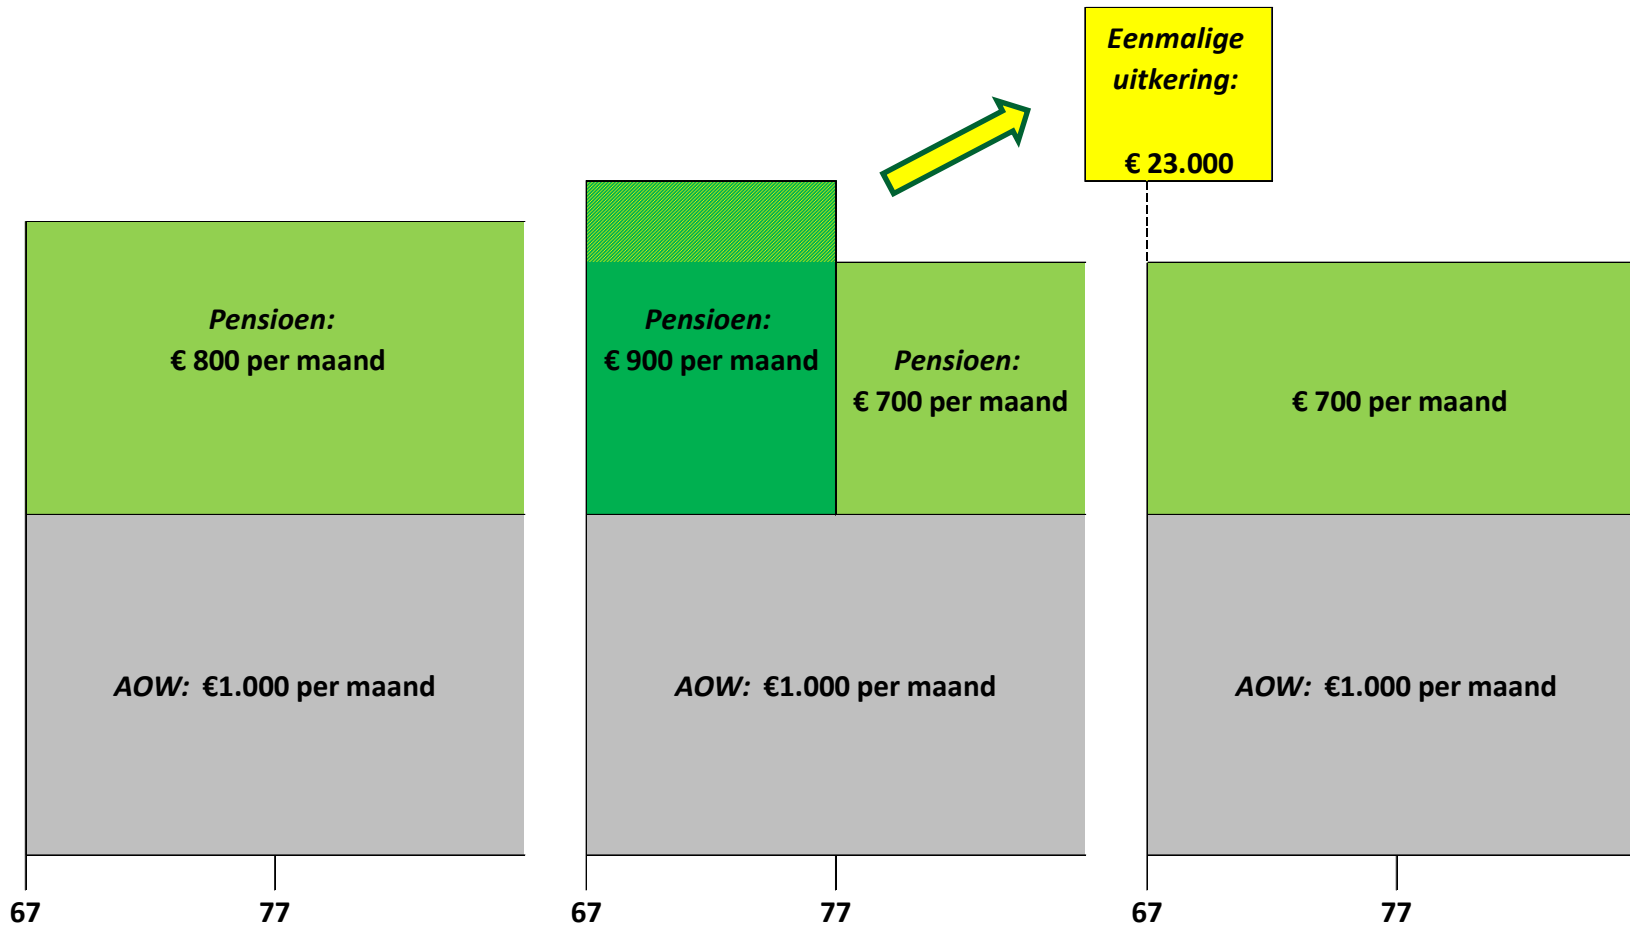 Eenmalige
uitkering:
€ 23.000
Pensioen:
€ 800 per maand
Pensioen:
€ 900 per maand
Pensioen:
€ 700 per maand
€ 700 per maand
AOW: €1.000 per maand
AOW: €1.000 per maand
AOW: €1.000 per maand
67
77
67
77
67
77